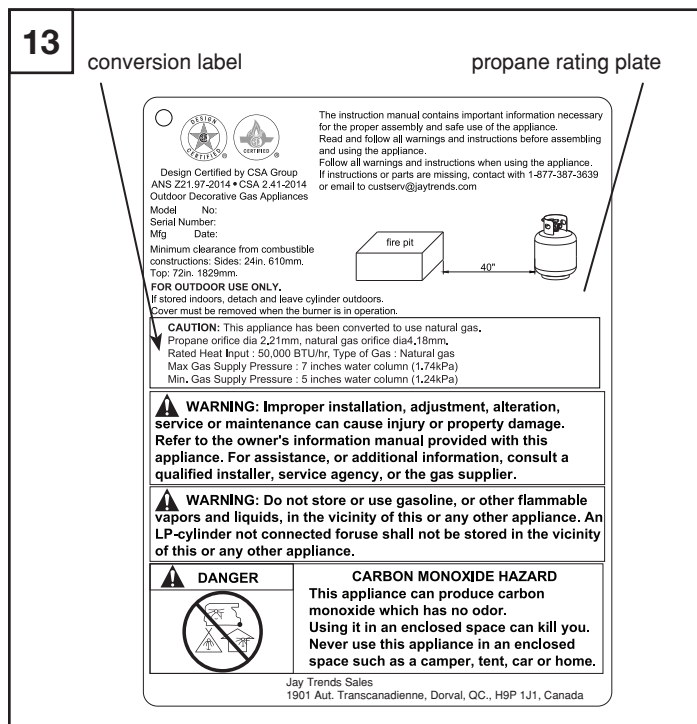 13
conversion label
propane rating plate
DESIGN
CERTIFIED
®
CERTIFIED
®
Design Certified by CSA Group
ANS Z21.97-2014 • CSA 2.41-2014
Outdoor Decorative Gas Appliances
Model No:
Serial Number:
Mfg Date:
Minimum clearance from combustible
constructions: Sides: 24in. 610mm.
Top: 72in. 1829mm.
FOR OUTDOOR USE ONLY.
If stored indoors, detach and leave cylinder outdoors.
Cover must be removed when the burner is in operation.
The instruction manual contains important information necessary
for the proper assembly and safe use of the appliance.
Read and follow all warnings and instructions before assembling
and using the appliance.
Follow all warnings and instructions when using the appliance.
If instructions or parts are missing, contact with 1-877-387-3639
or email to custserv@jaytrends.com
fire pit
40"
CAUTION: This appliance has been converted to use natural gas.
Propane orifice dia 2.21mm, natural gas orifice dia4.18mm.
Rated Heat Input : 50,000 BTU/hr, Type of Gas : Natural gas
Max Gas Supply Pressure : 7 inches water column (1.74kPa)
Min. Gas Supply Pressure : 5 inches water column (1.24kPa)
WARNING: Improper installation, adjustment, alteration,
service or maintenance can cause injury or property damage.
Refer to the owner's information manual provided with this
appliance. For assistance, or additional information, consult a
qualified installer, service agency, or the gas supplier.
WARNING: Do not store or use gasoline, or other flammable
vapors and liquids, in the vicinity of this or any other appliance. An
LP-cylinder not connected foruse shall not be stored in the vicinity
of this or any other appliance.
DANGER
CARBON MONOXIDE HAZARD
This appliance can produce carbon
monoxide which has no odor.
Using it in an enclosed space can kill you.
Never use this appliance in an enclosed
space such as a camper, tent, car or home.
Jay Trends Sales
1901 Aut. Transcanadienne, Dorval, QC., H9P 1J1, Canada